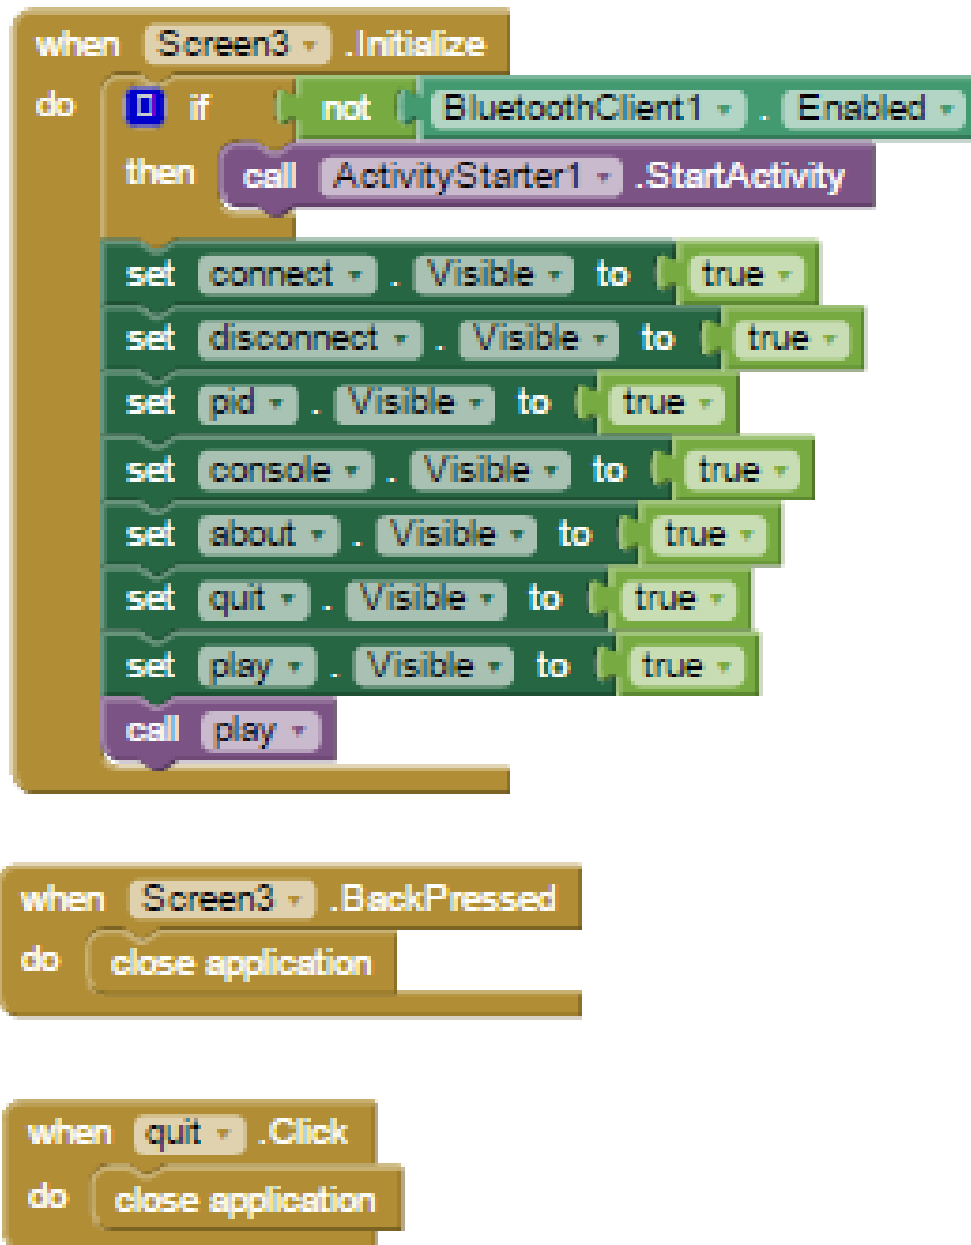 when Screen3 .Initialize
do if not BluetoothClient1 . Enabled
then call ActivityStarter1 .StartActivity
set connect . Visible to true
set disconnect . Visible to true
set pid . Visible to true
set console . Visible to true
set about . Visible to true
set quit . Visible to true
set play . Visible to true
call play
when Screen3 .BackPressed
do close application
when quit .Click
do close application